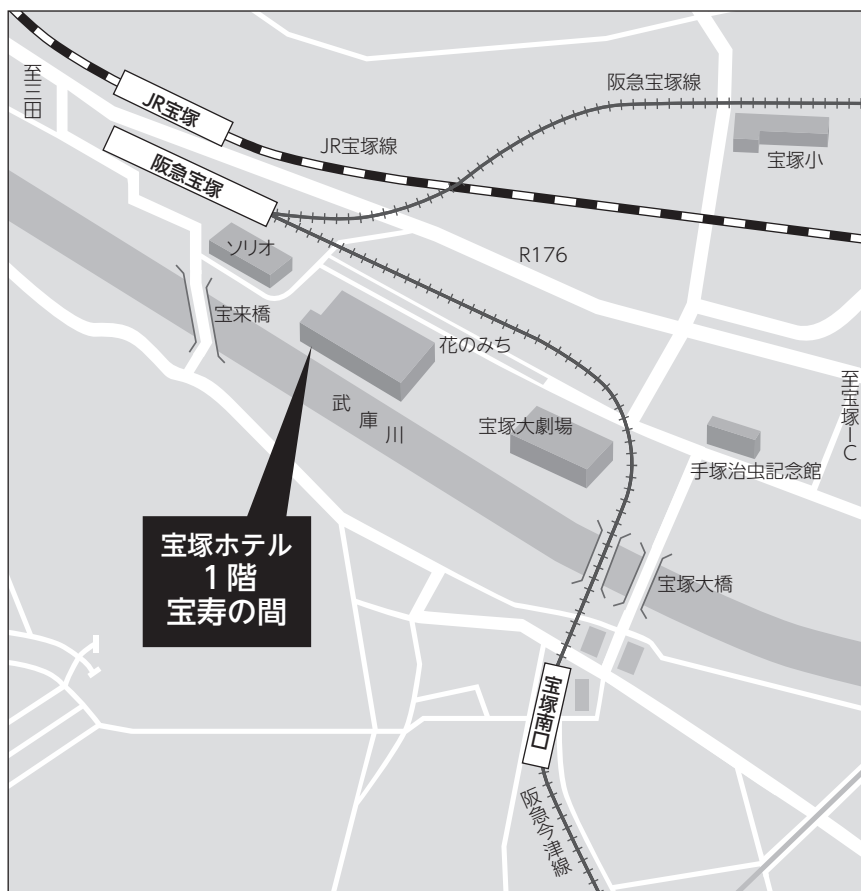 至三田
JR宝塚
阪急宝塚線
JR宝塚線
宝塚小
阪急宝塚
ソリオ
R176
宝来橋
花のみち
至宝塚IC
武庫川
宝塚大劇場
手塚治虫記念館
宝塚ホテル
1階
宝寿の間
宝塚大橋
宝塚南口
阪急今津線